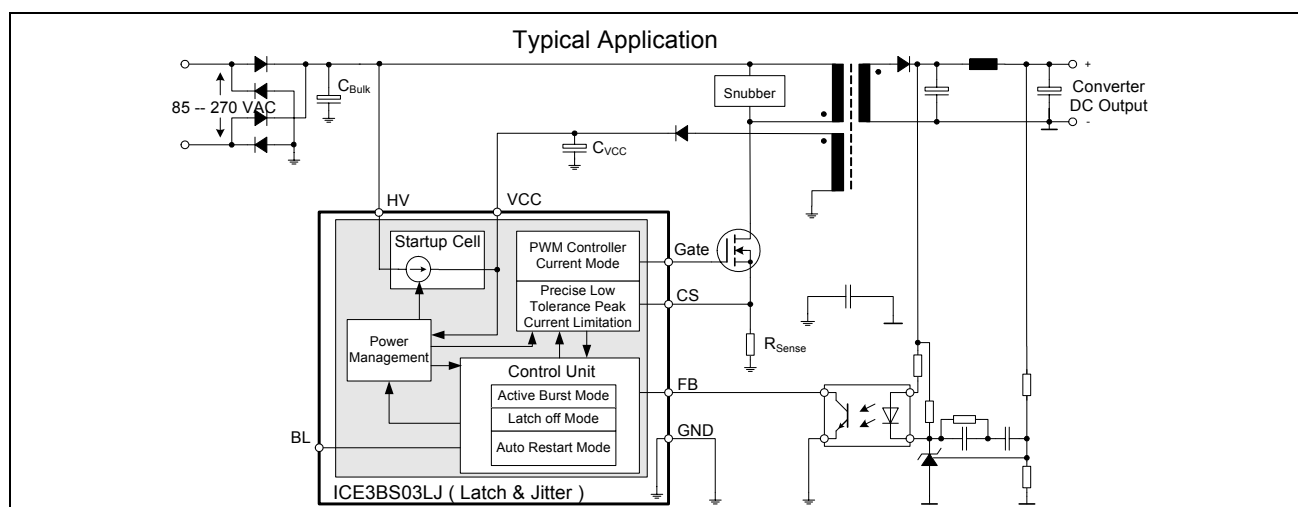 Typical Application
85 -- 270 VAC
CBulk
Snubber
+
Converter
DC Output
-
CVCC
HV
VCC
Startup Cell
PWM Controller
Current Mode
Gate
Precise Low
Tolerance Peak
Current Limitation
CS
Power
Management
RSense
Control Unit
FB
Active Burst Mode
Latch off Mode
GND
BL
Auto Restart Mode
ICE3BS03LJ ( Latch & Jitter )